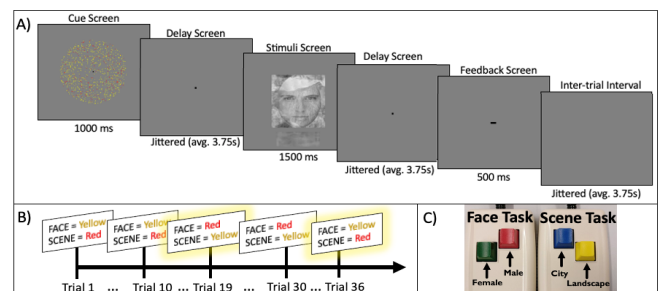 A)
Cue Screen
Delay Screen
Stimuli Screen
Delay Screen
Feedback Screen
Inter-trial Interval
1000 ms
Jittered (avg. 3.75s)
1500 ms
Jittered (avg. 3.75s)
500 ms
Jittered (avg. 3.75s)
B)
FACE = Yellow
SCENE = Red
FACE = Yellow
SCENE = Red
FACE = Red
SCENE = Yellow
FACE = Red
SCENE = Yellow
FACE = Yellow
SCENE = Red
Trial 1 ... Trial 10 ... Trial 19 ... Trial 30 ... Trial 36
C)
Face Task
Scene Task
Female
Male
City
Landscape